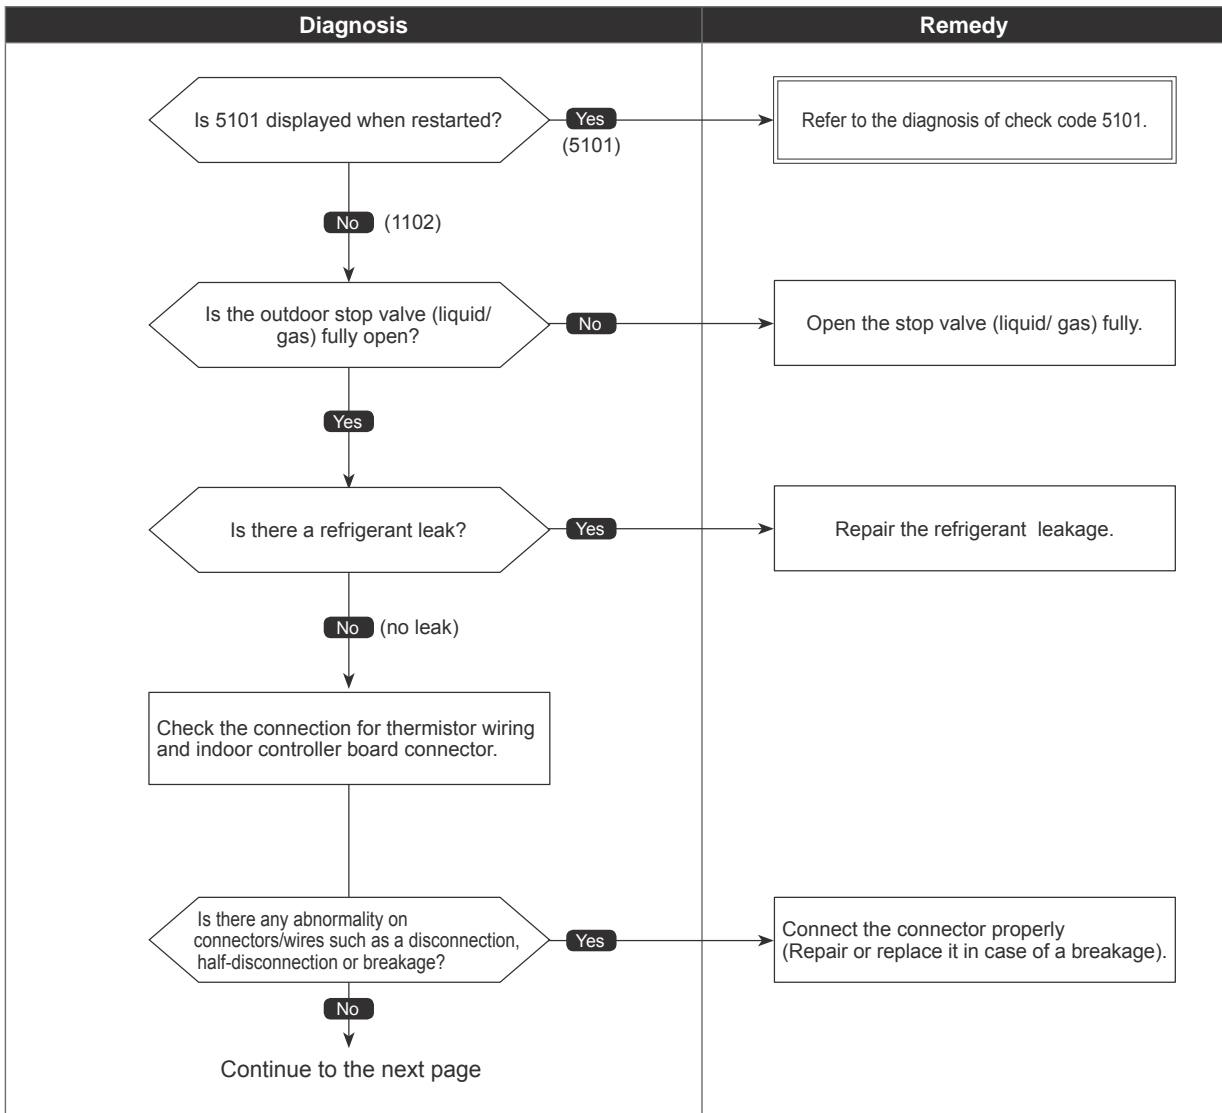 Diagnosis
Remedy
Is 5101 displayed when restarted?
Yes
(5101)
Refer to the diagnosis of check code 5101.
No (1102)
Is the outdoor stop valve (liquid/
gas) fully open?
No
Open the stop valve (liquid/ gas) fully.
Yes
Is there a refrigerant leak?
Yes
Repair the refrigerant leakage.
No (no leak)
Check the connection for thermistor wiring
and indoor controller board connector.
Is there any abnormality on
connectors/wires such as a disconnection,
half-disconnection or breakage?
Yes
Connect the connector properly
(Repair or replace it in case of a breakage).
No
Continue to the next page